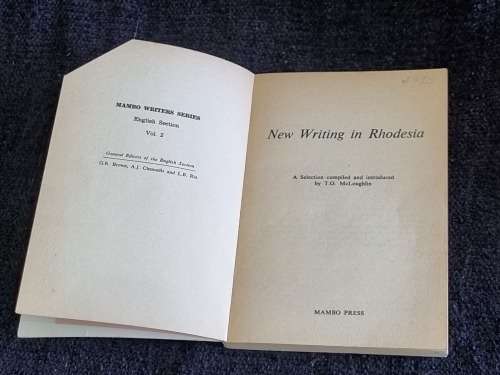 MAMBO WRITERS SERIES
English Section
Vol. 2
General Editors of the English Section
G.R. Brown, A.J. Chennells and L.B. Rix
New Writing in Rhodesia
A Selection compiled and introduced
by T.O. McLoughlin
MAMBO PRESS